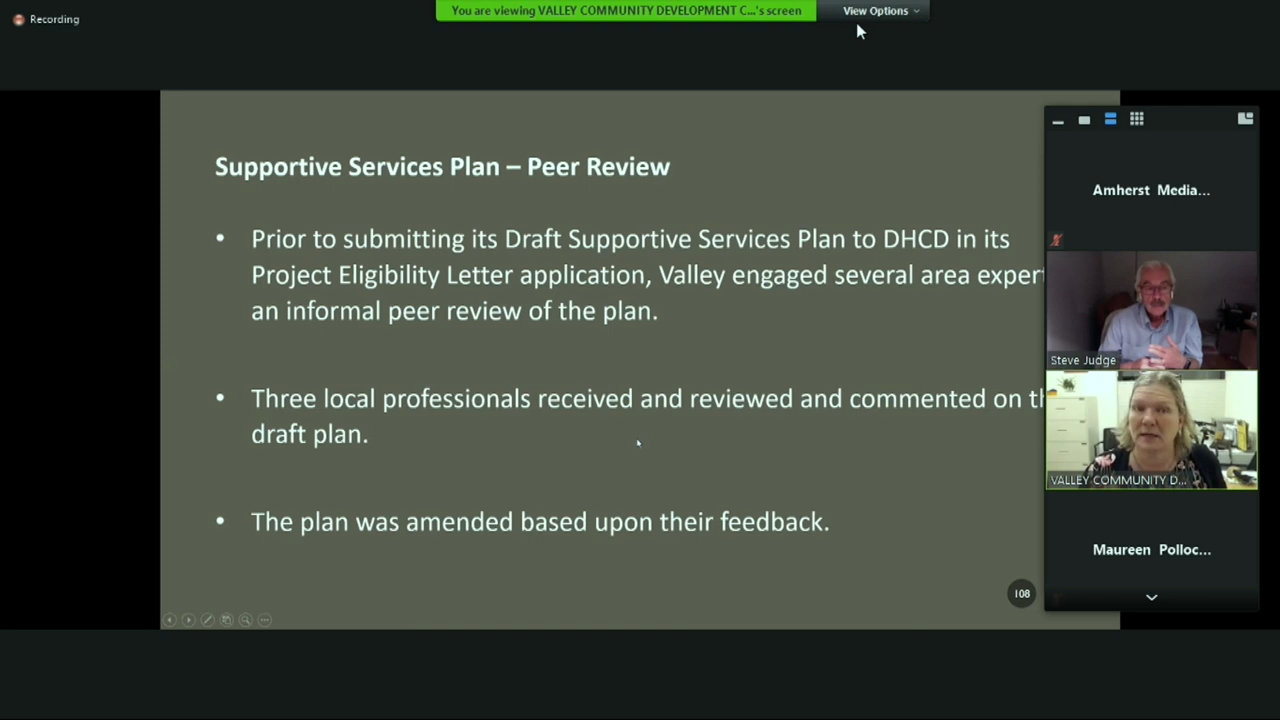 Recording
You are viewing VALLEY COMMUNITY DEVELOPMENT C...'s screen
View Options
Supportive Services Plan – Peer Review
• Prior to submitting its Draft Supportive Services Plan to DHCD in its
Project Eligibility Letter application, Valley engaged several area exper
an informal peer review of the plan.
• Three local professionals received and reviewed and commented on th
draft plan.
• The plan was amended based upon their feedback.
108
Amherst Media...
Steve Judge
VALLEY COMMUNITY D...
Maureen Polloc...